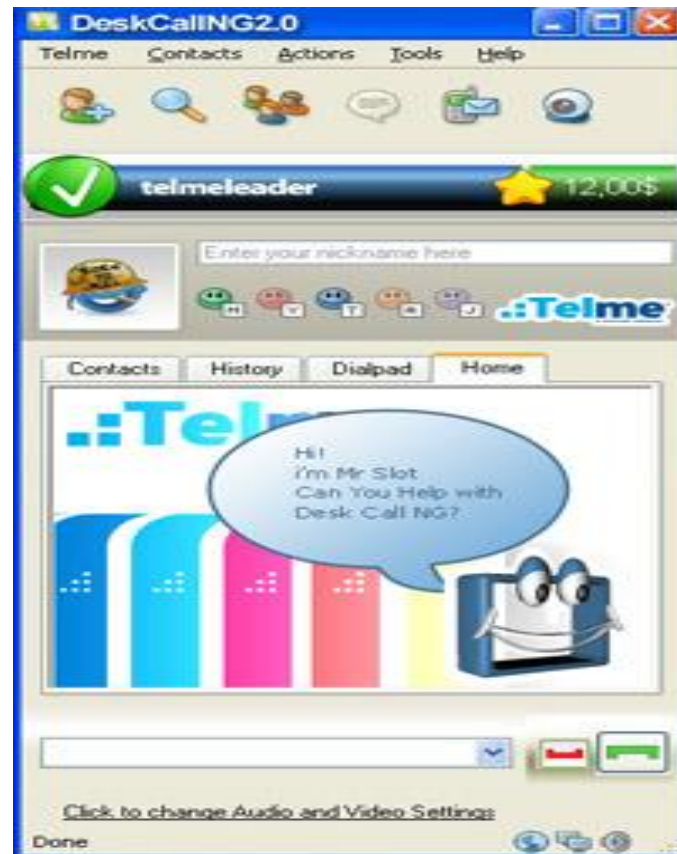 DeskCallNG2.0
Telme Contacts Actions Tools Help
telmeleader 12,00$
Enter your nickname here
M Y T J
.:Telme
Contacts History Dialpad Home
.:Telme
Hi!
i'm Mr Slot
Can You Help with
Desk Call NG?
Click to change Audio and Video Settings
Done